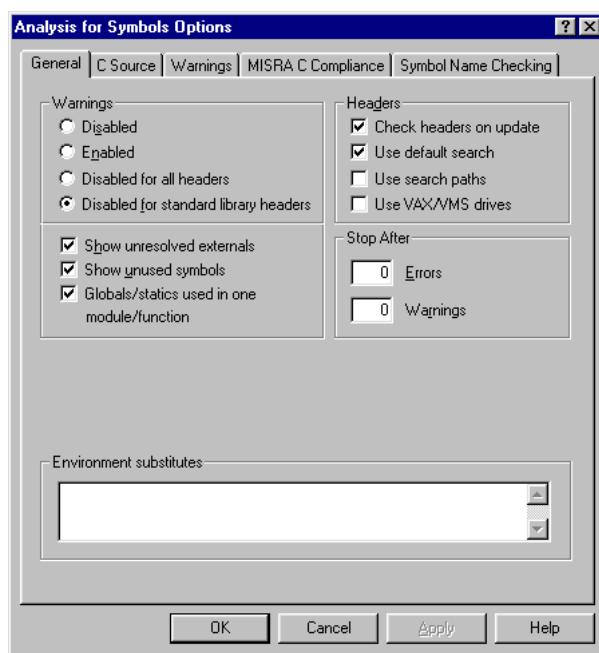 Analysis for Symbols Options
General C Source Warnings MISRA C Compliance Symbol Name Checking
Warnings
Disabled
Enabled
Disabled for all headers
Disabled for standard library headers
Show unresolved externals
Show unused symbols
Globals/statics used in one
module/function
Headers
Check headers on update
Use default search
Use search paths
Use VAX/VMS drives
Stop After
0 Errors
0 Warnings
Environment substitutes
OK Cancel Apply Help